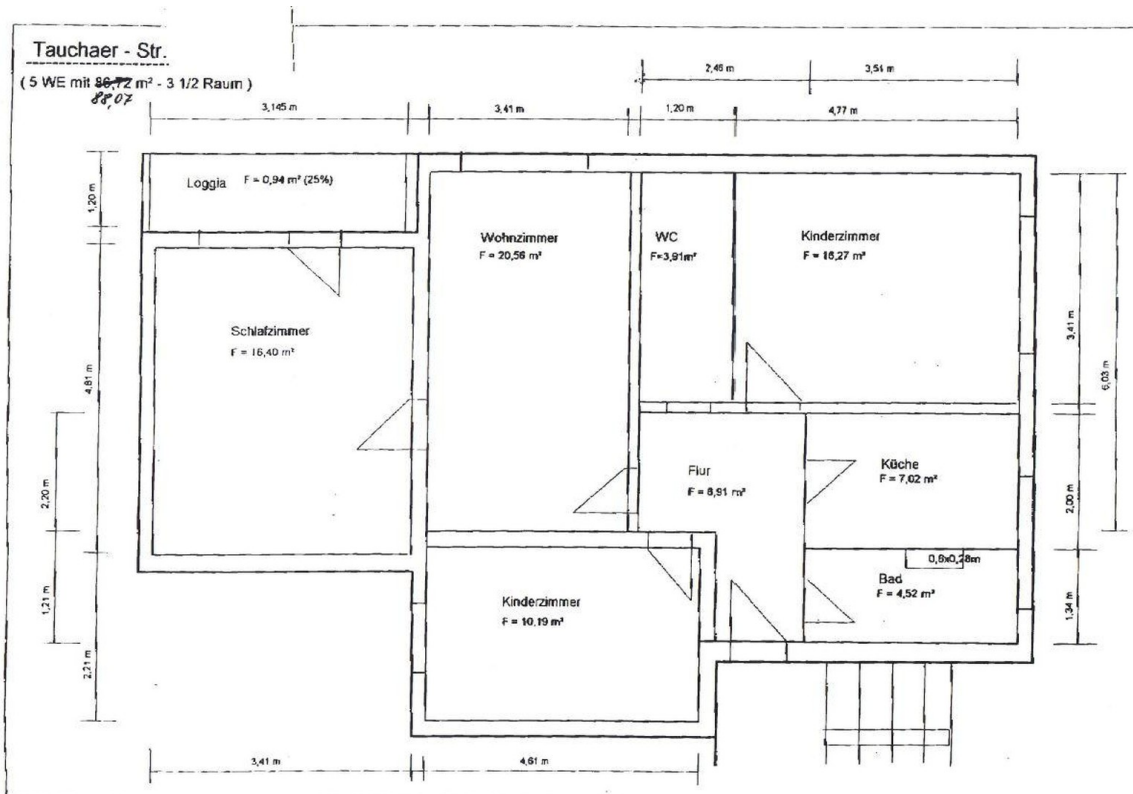 Tauchaer - Str.
( 5 WE mit 86,72 m² - 3 1/2 Raum )
88,07
2,46 m
3,54 m
3,145 m
3,41 m
1,20 m
4,77 m
1,20 m
Loggia F = 0,94 m² (25%)
Wohnzimmer
F = 20,56 m²
WC
F=3,91m²
Kinderzimmer
F = 16,27 m²
Schlafzimmer
F = 16,40 m²
3,41 m
6,03 m
4,81 m
Flur
F = 8,91 m²
Küche
F = 7,02 m²
2,20 m
2,00 m
0,6x0,28m
Bad
F = 4,52 m²
Kinderzimmer
F = 10,19 m²
1,21 m
1,34 m
2,21 m
3,41 m
4,61 m